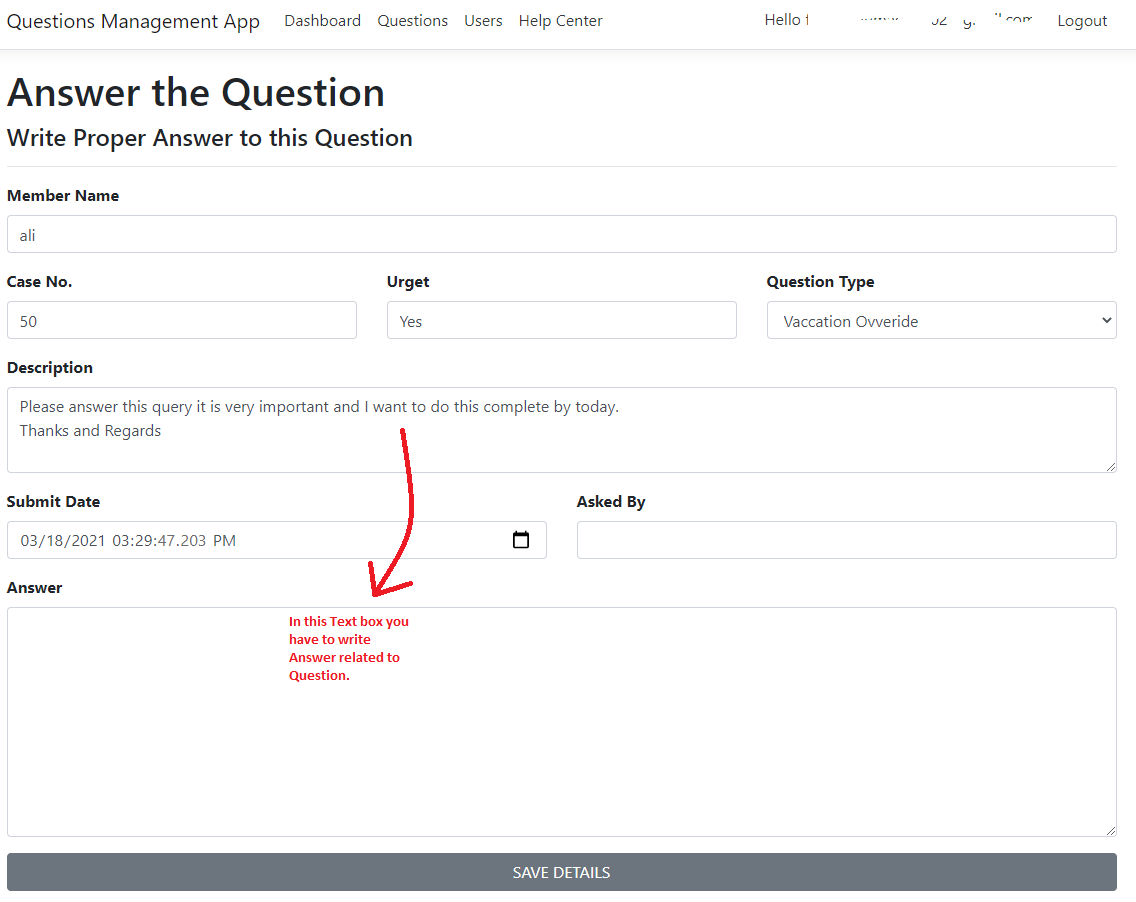 Questions Management App Dashboard Questions Users Help Center Hello Logout
Answer the Question
Write Proper Answer to this Question
Member Name
ali
Case No. Urget Question Type
50 Yes Vaccation Ovveride
Description
Please answer this query it is very important and I want to do this complete by today.
Thanks and Regards
Submit Date Asked By
03/18/2021 03:29:47.203 PM
Answer
In this Text box you
have to write
Answer related to
Question.
SAVE DETAILS